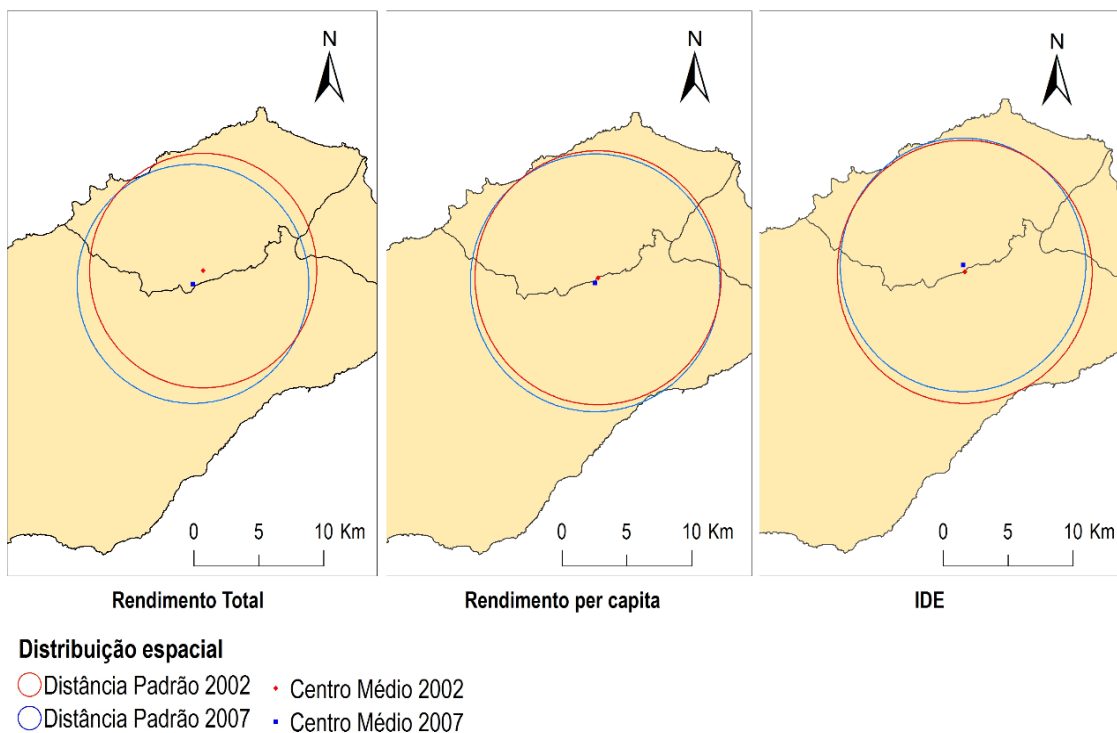 N N N
0 5 10 Km 0 5 10 Km 0 5 10 Km
Rendimento Total Rendimento per capita IDE
Distribuição espacial
Distância Padrão 2002 Centro Médio 2002
Distância Padrão 2007 Centro Médio 2007